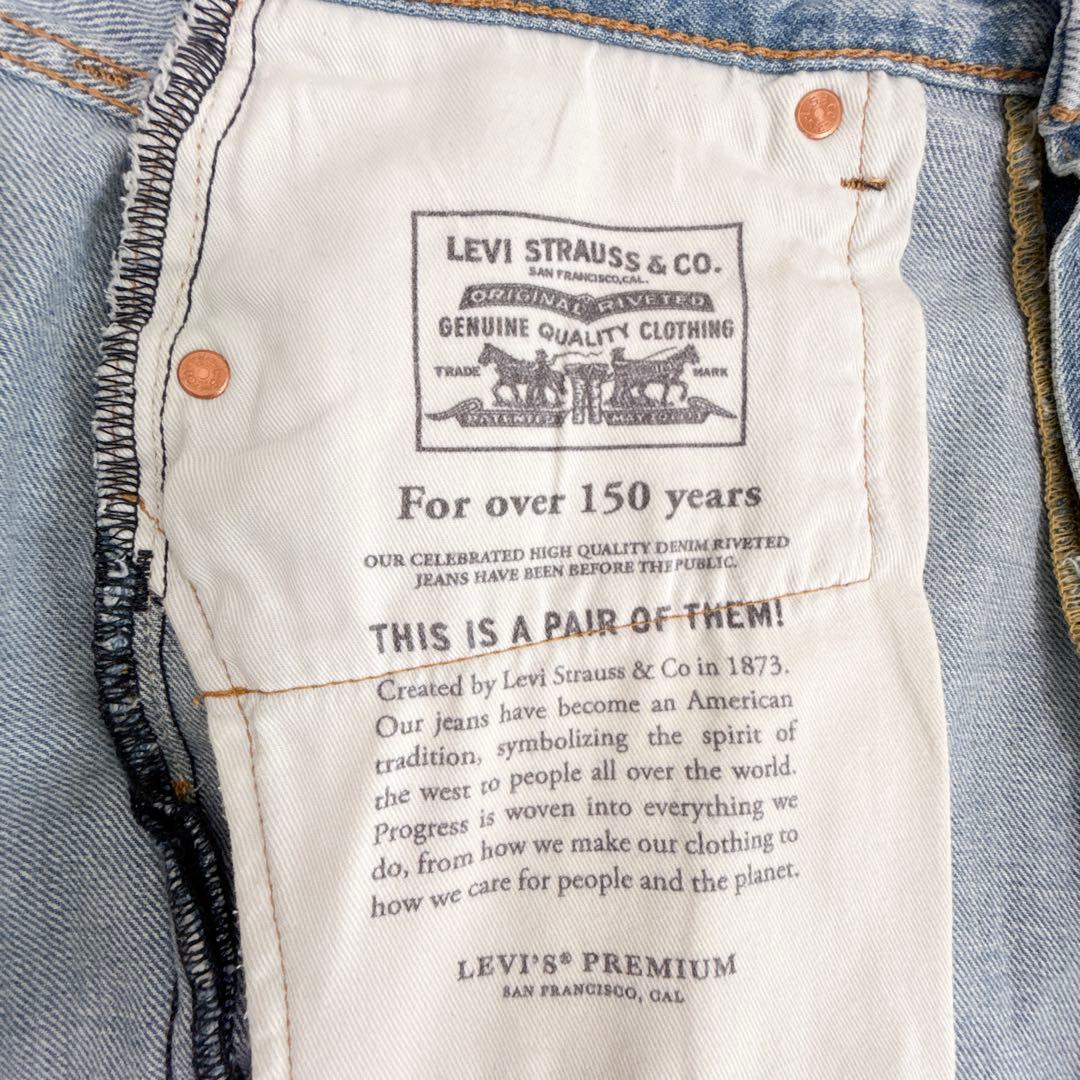 LEVI STRAUSS & CO.
SAN FRANCISCO, CAL.
ORIGINAL RIVETED
GENUINE QUALITY CLOTHING
TRADE MARK
PATENTED MAY
For over 150 years
OUR CELEBRATED HIGH QUALITY DENIM RIVETED
JEANS HAVE BEEN BEFORE THE PUBLIC.
THIS IS A PAIR OF THEM!
Created by Levi Strauss & Co in 1873.
Our jeans have become an American
tradition, symbolizing the spirit of
the west to people all over the world.
Progress is woven into everything we
do, from how we make our clothing to
how we care for people and the planet.
LEVI'S® PREMIUM
SAN FRANCISCO, CAL